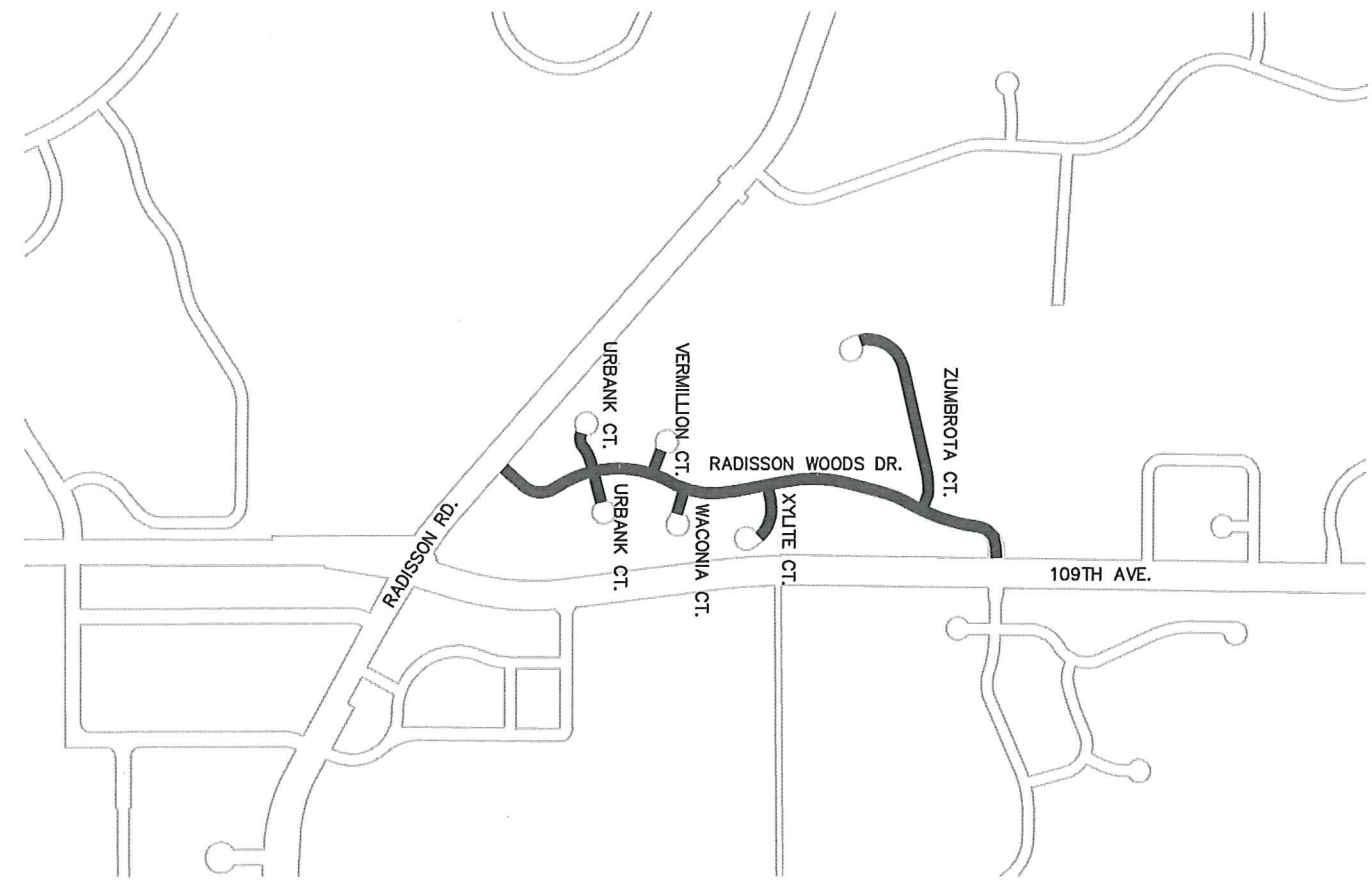 URBANK CT.
VERMILLION CT.
ZUMBROTA CT.
RADISSON WOODS DR.
URBANK CT.
WACONIA CT.
XYLITE CT.
RADISSON RD.
109TH AVE.